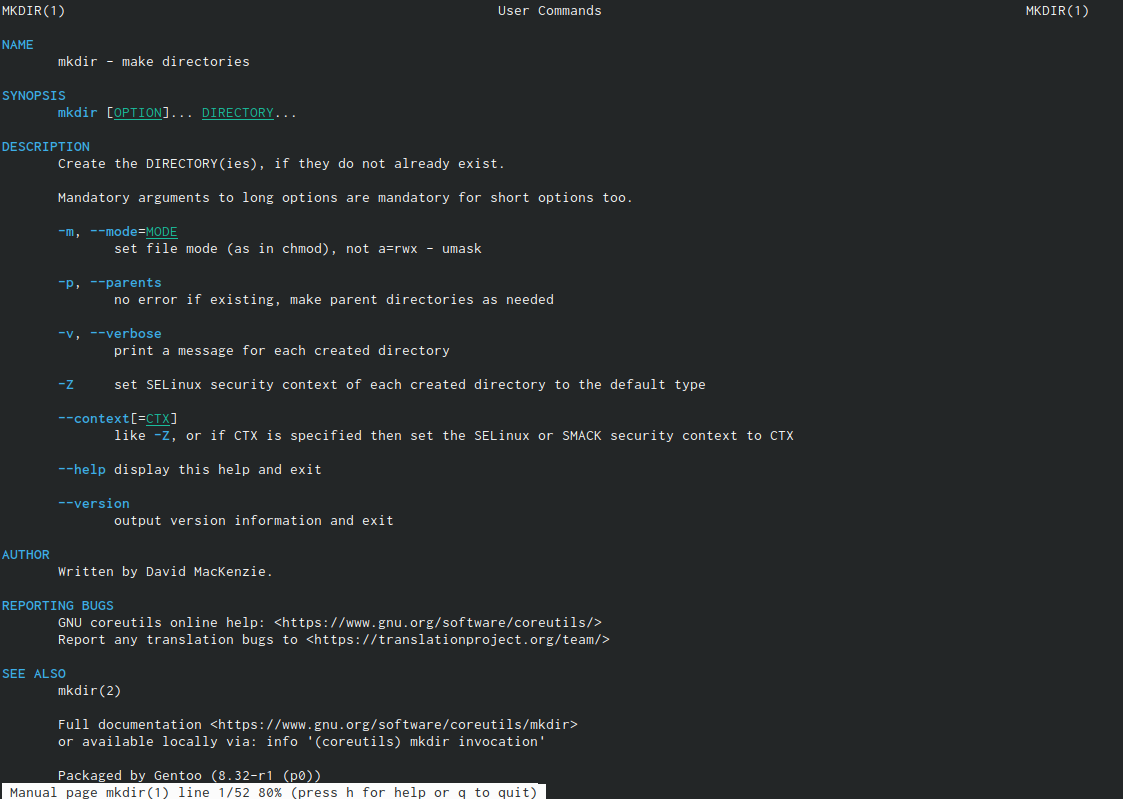 MKDIR(1) User Commands MKDIR(1)
NAME
mkdir - make directories
SYNOPSIS
mkdir [OPTION]... DIRECTORY...
DESCRIPTION
Create the DIRECTORY(ies), if they do not already exist.
Mandatory arguments to long options are mandatory for short options too.
-m, --mode=MODE
set file mode (as in chmod), not a=rwx - umask
-p, --parents
no error if existing, make parent directories as needed
-v, --verbose
print a message for each created directory
-Z set SELinux security context of each created directory to the default type
--context[=CTX]
like -Z, or if CTX is specified then set the SELinux or SMACK security context to CTX
--help display this help and exit
--version
output version information and exit
AUTHOR
Written by David MacKenzie.
REPORTING BUGS
GNU coreutils online help: <https://www.gnu.org/software/coreutils/>
Report any translation bugs to <https://translationproject.org/team/>
SEE ALSO
mkdir(2)
Full documentation <https://www.gnu.org/software/coreutils/mkdir>
or available locally via: info '(coreutils) mkdir invocation'
Packaged by Gentoo (8.32-r1 (p0))
Manual page mkdir(1) line 1/52 80% (press h for help or q to quit)